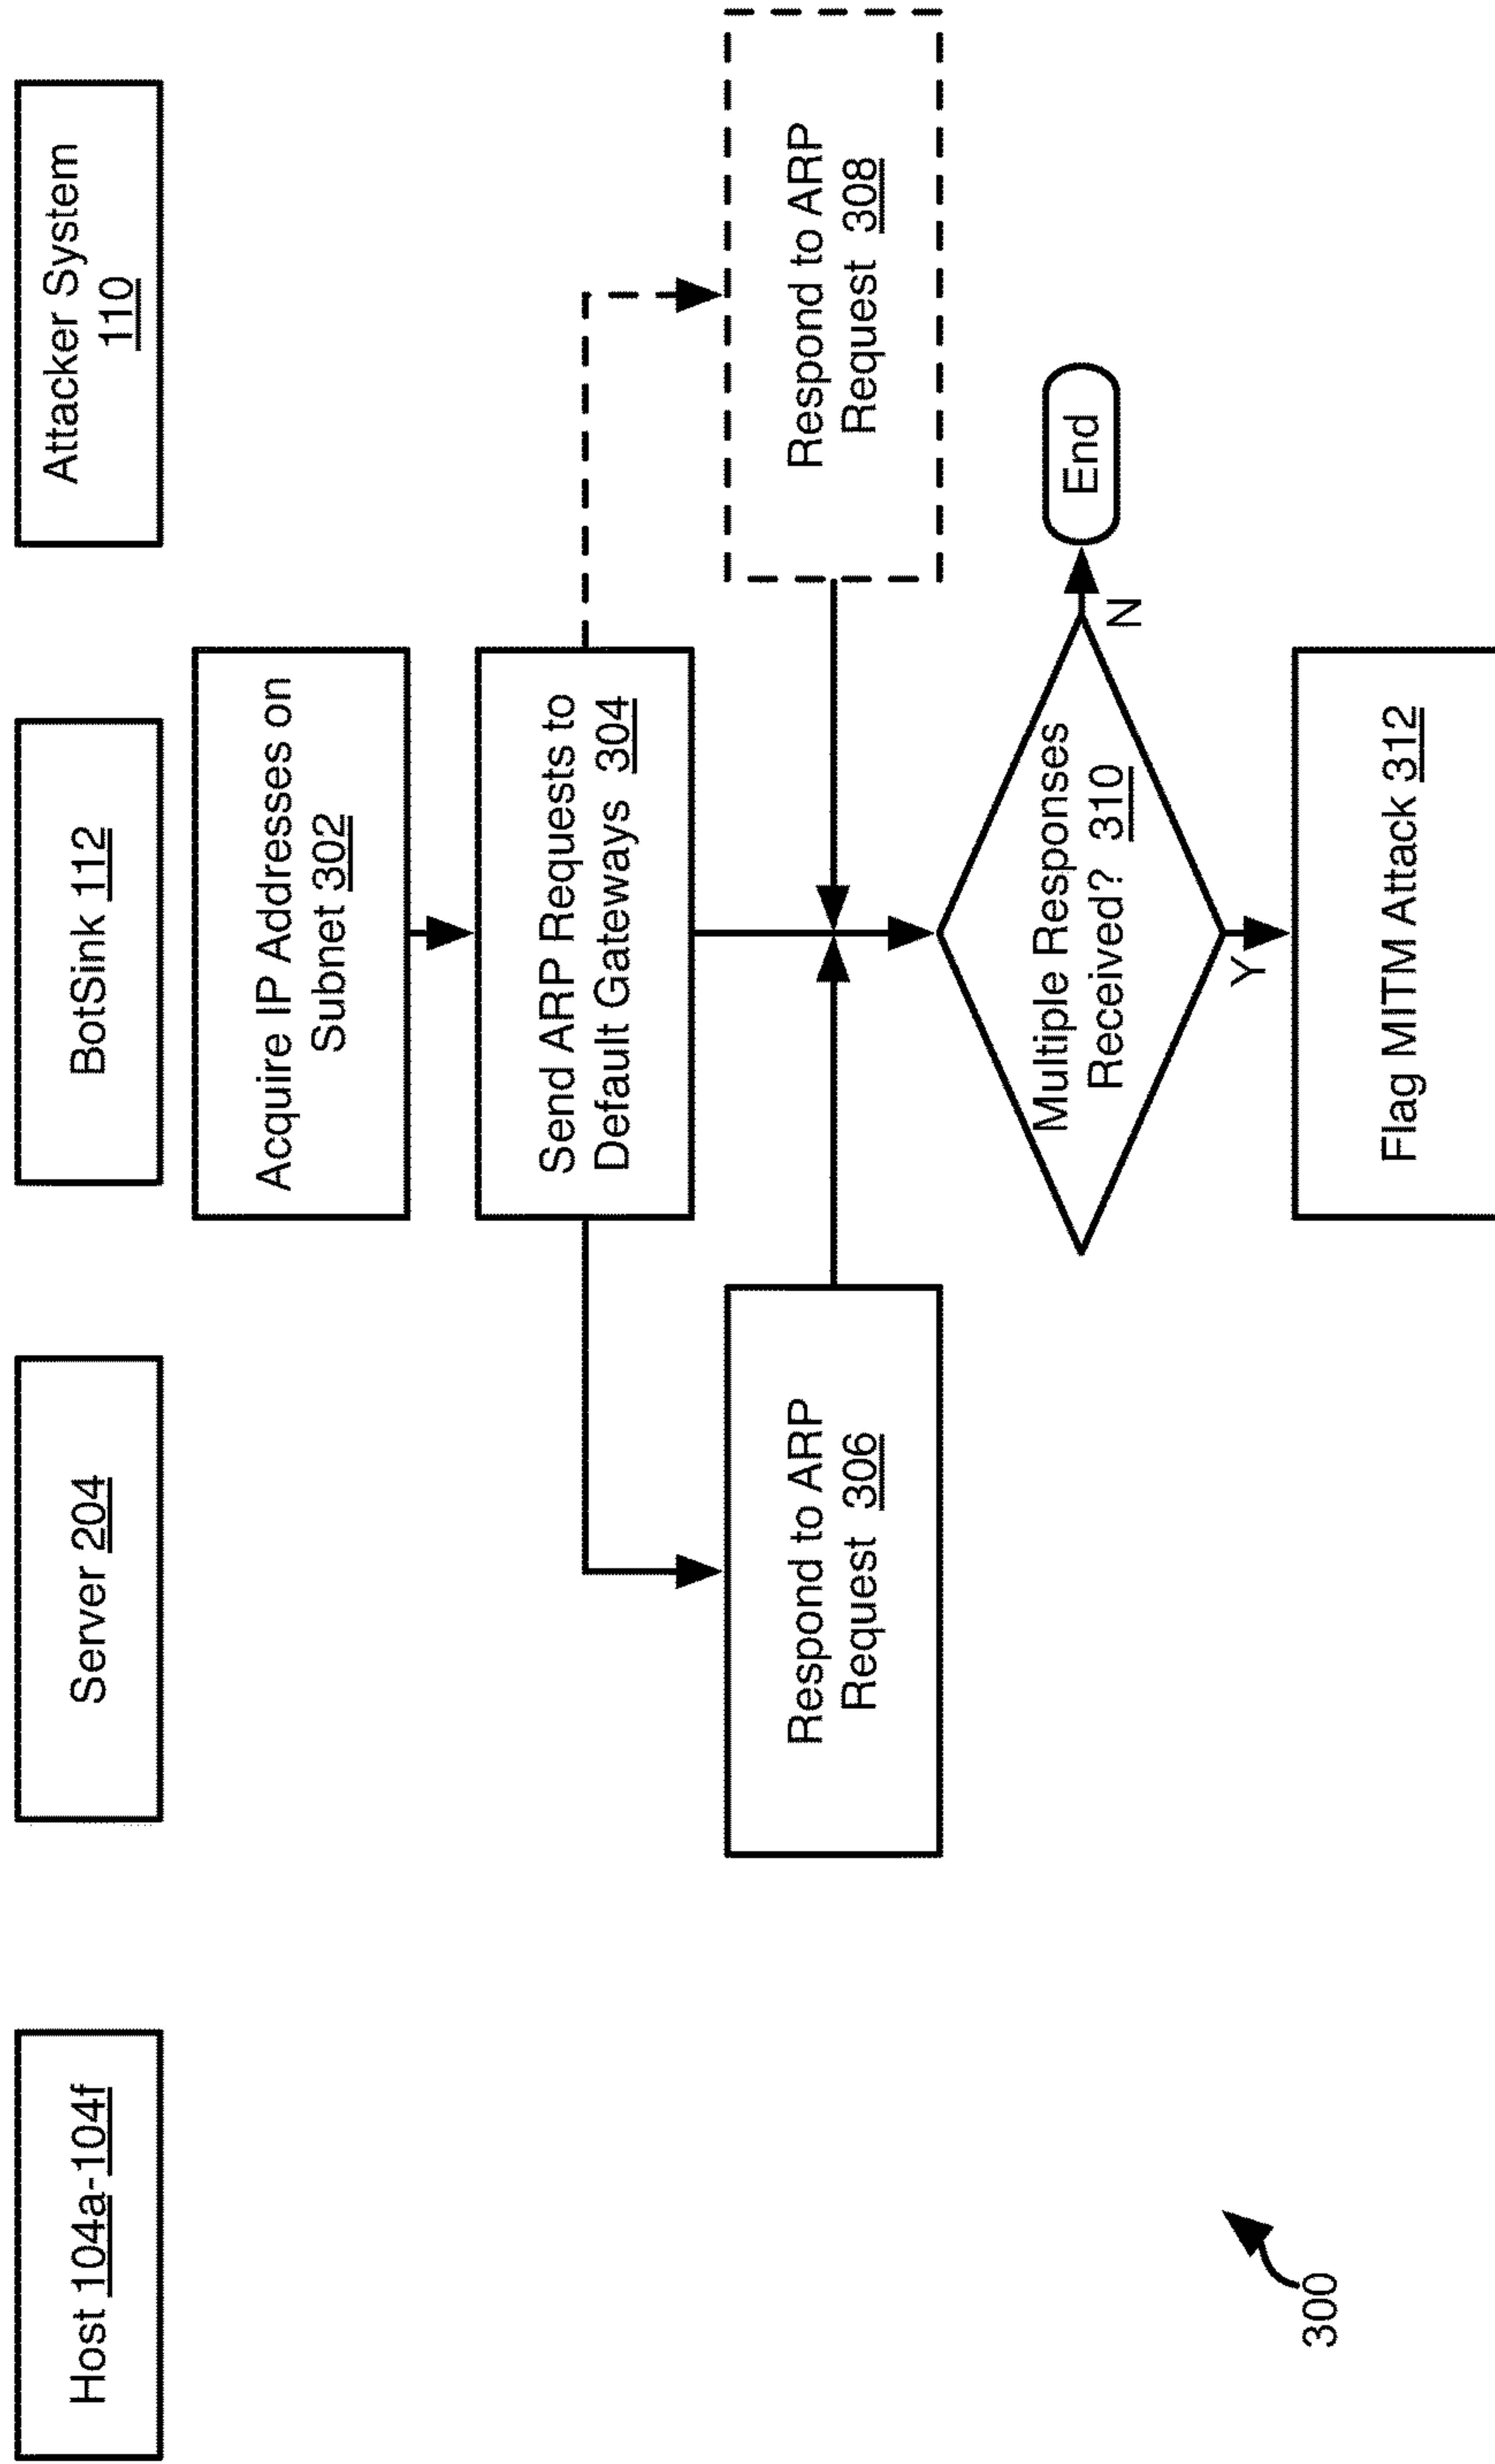 Host 104a-104f
Server 204
BotSink 112
Attacker System
110
Acquire IP Addresses on
Subnet 302
Send ARP Requests to
Default Gateways 304
Respond to ARP
Request 306
Respond to ARP
Request 308
Multiple Responses
Received? 310
N
End
Y
Flag MITM Attack 312
300